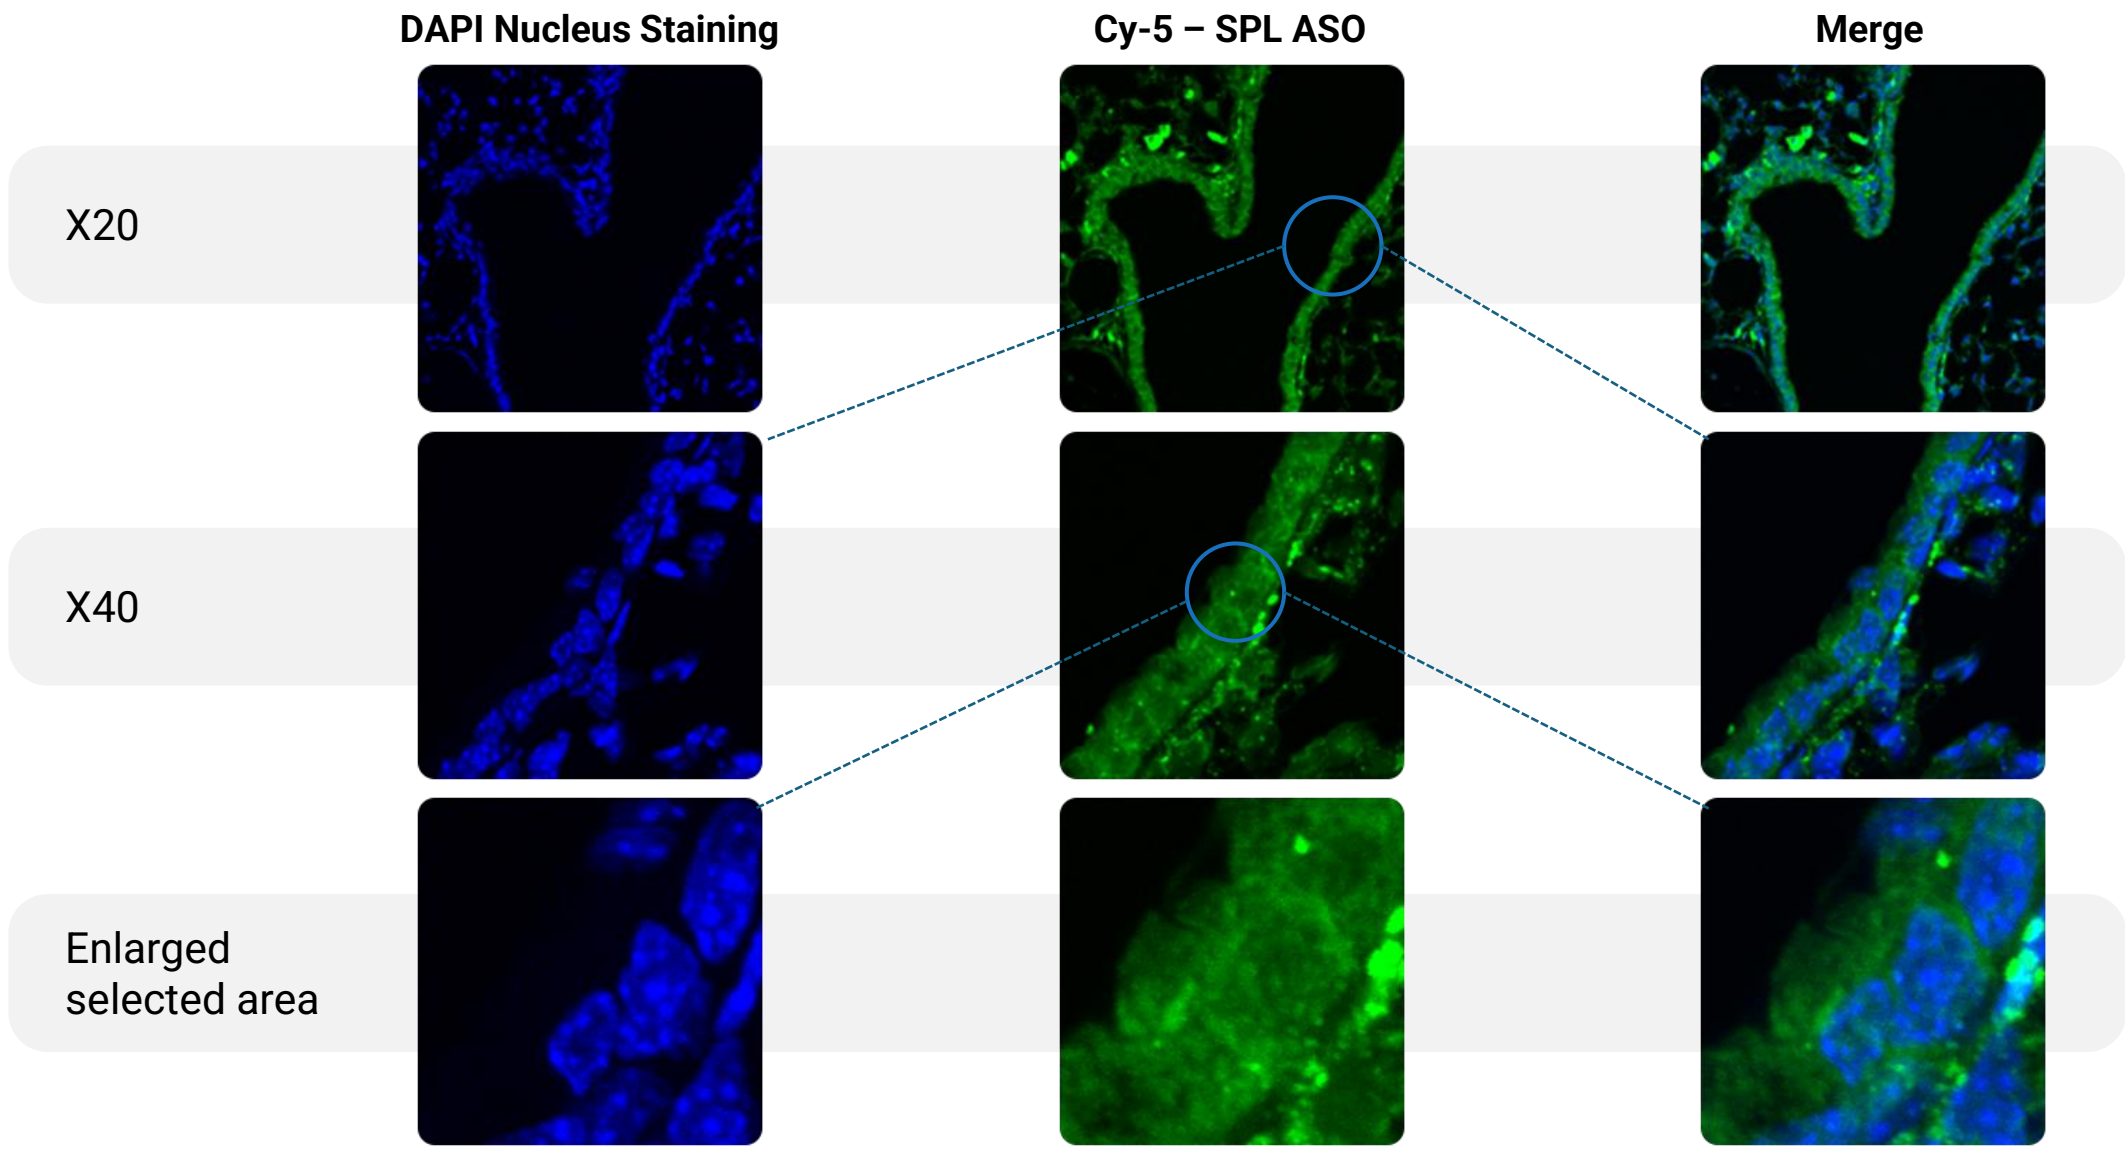 DAPI Nucleus Staining
Cy-5 – SPL ASO
Merge
X20
X40
Enlarged
selected area